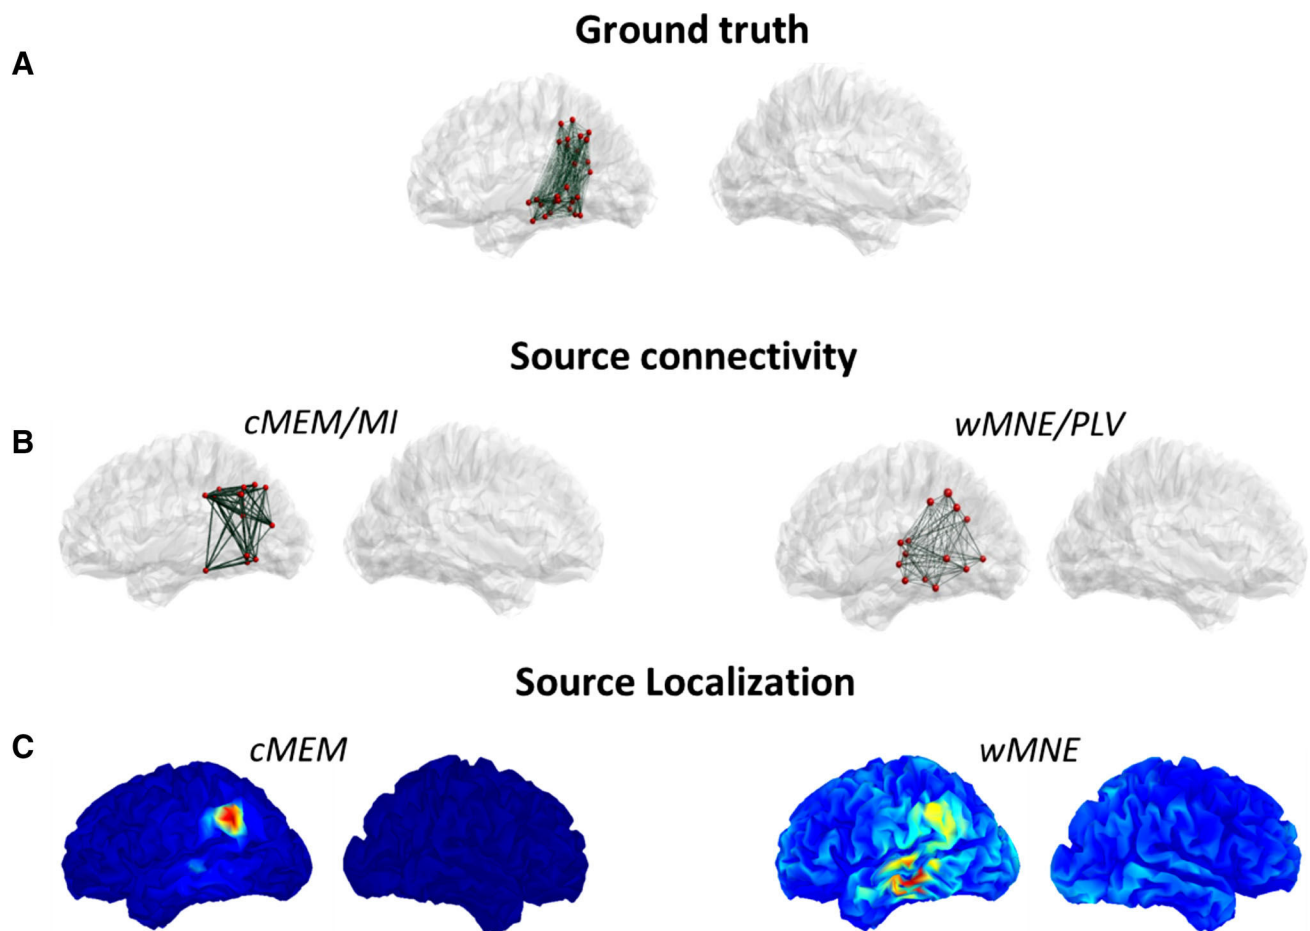 Ground truth
A
Source connectivity
B
cMEM/MI
wMNE/PLV
Source Localization
C
cMEM
wMNE